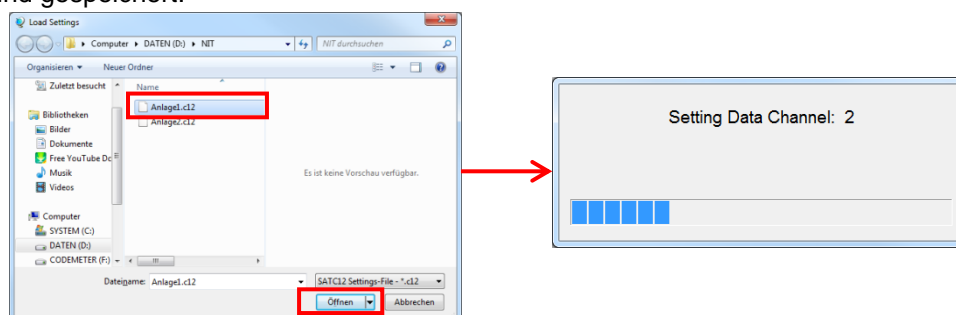 und gespeichert.
Load Settings
Computer ▸ DATEN (D:) ▸ NIT
NIT durchsuchen
Organisieren
Neuer Ordner
Zuletzt besucht
Name
Bibliotheken
Bilder
Dokumente
Free YouTube Do
Musik
Videos
Computer
SYSTEM (C:)
DATEN (D:)
CODEMETER (F:)
Anlage1.c12
Anlage2.c12
Es ist keine Vorschau verfügbar.
Dateiname: Anlage1.c12
SATC12 Settings-File - *.c12
Öffnen
Abbrechen
Setting Data Channel: 2